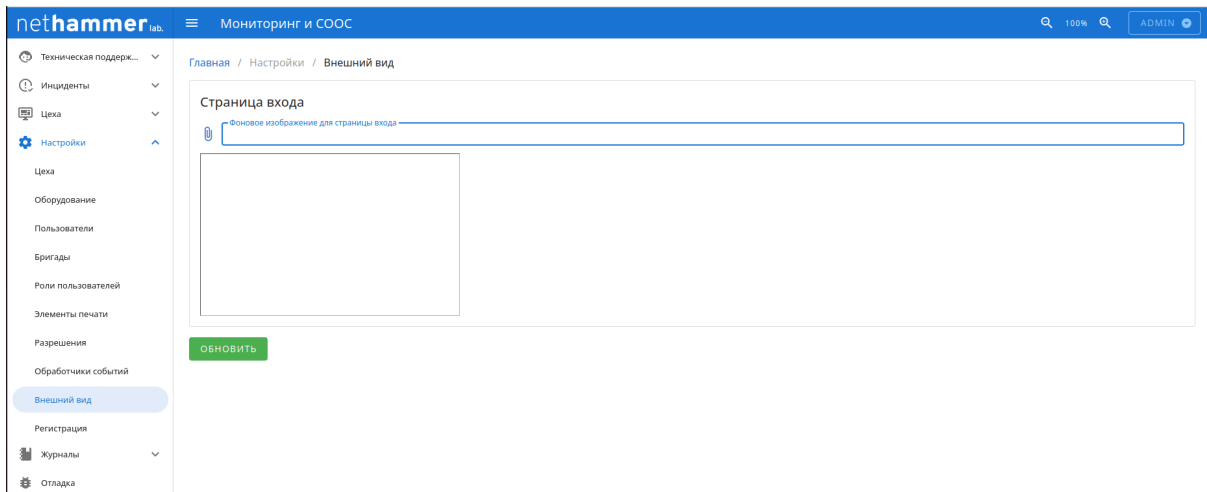 nethammer lab.
Мониторинг и СООС
100%
ADMIN
Техническая поддерж...
Инциденты
Цеха
Настройки
Цеха
Оборудование
Пользователи
Бригады
Роли пользователей
Элементы печати
Разрешения
Обработчики событий
Внешний вид
Регистрация
Журналы
Отладка
Главная / Настройки / Внешний вид
Страница входа
Фоновое изображение для страницы входа
ОБНОВИТЬ